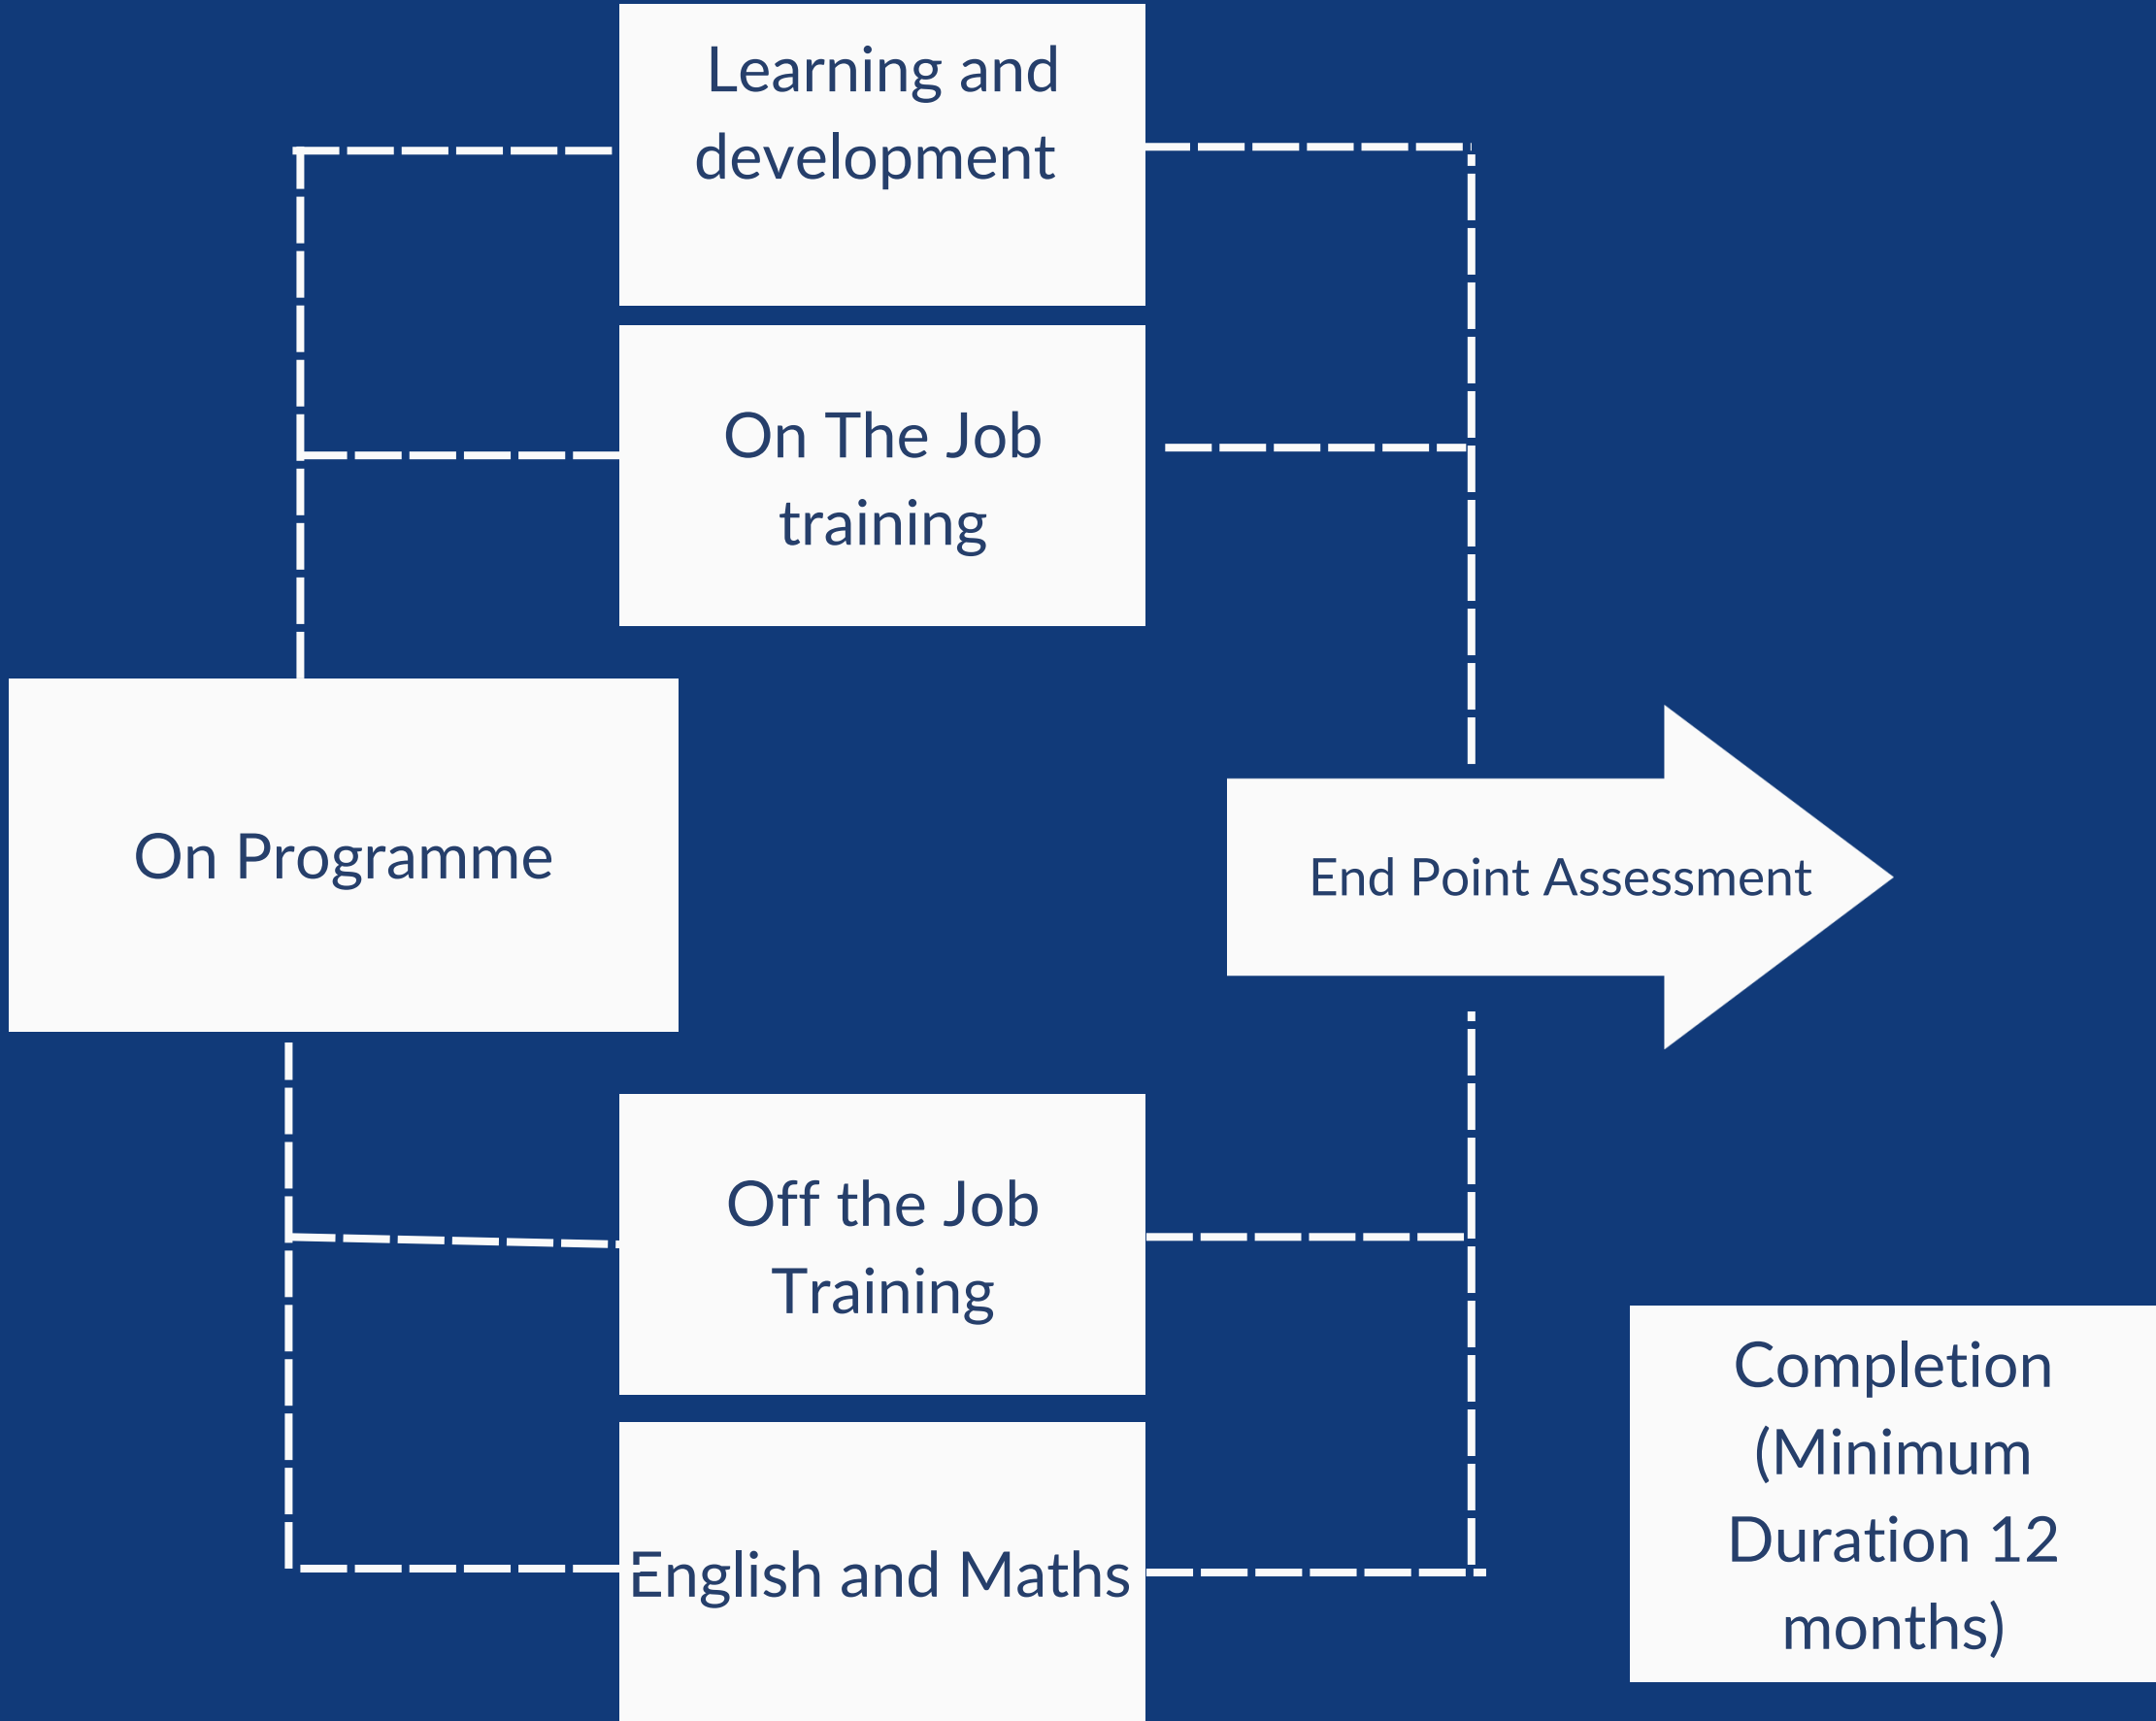 Learning and
development
On The Job
training
On Programme
End Point Assessment
Off the Job
Training
English and Maths
Completion
(Minimum
Duration 12
months)